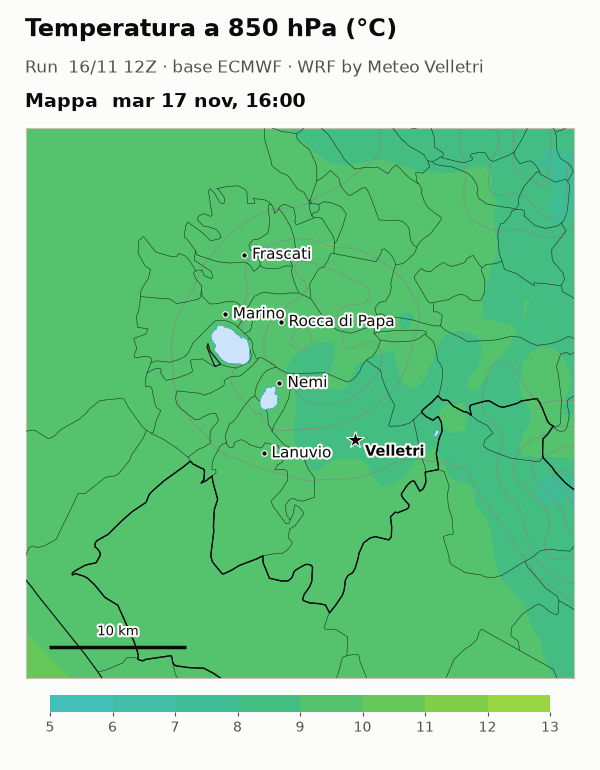 Temperatura a 850 hPa (°C)
Run  16/11 12Z · base ECMWF · WRF by Meteo Velletri
Mappa  mar 17 nov, 16:00
Frascati
Marino
Rocca di Papa
Nemi
Velletri
Lanuvio
10 km
5 6 7 8 9 10 11 12 13